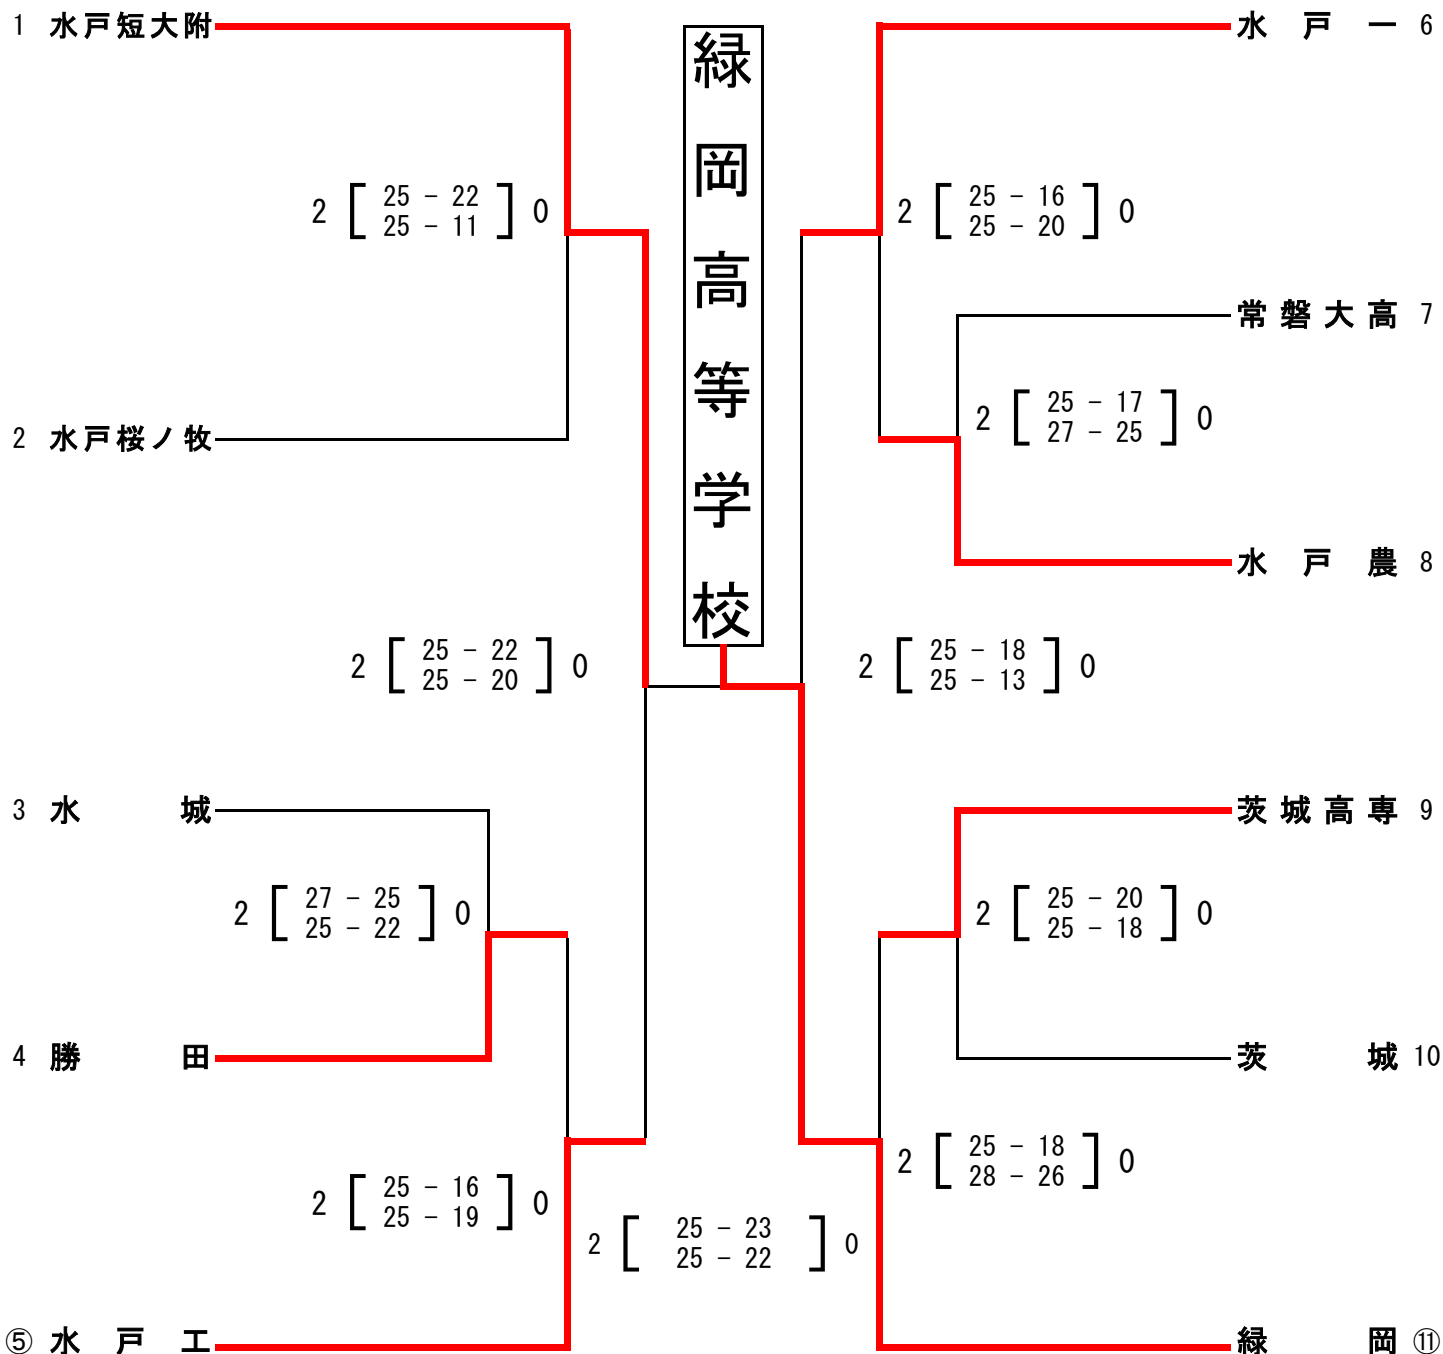 1 水戸短大附
水戸一 6
緑岡高等学校
2 [ 25 － 22 ] 0
25 － 11
2 [ 25 － 16 ] 0
25 － 20
常磐大高 7
2 [ 25 － 17 ] 0
27 － 25
2 水戸桜ノ牧
水戸農 8
2 [ 25 － 22 ] 0
25 － 20
2 [ 25 － 18 ] 0
25 － 13
3 水城
茨城高専 9
2 [ 27 － 25 ] 0
25 － 22
2 [ 25 － 20 ] 0
25 － 18
4 勝田
茨城 10
2 [ 25 － 18 ] 0
28 － 26
2 [ 25 － 16 ] 0
25 － 19
2 [ 25 － 23 ] 0
25 － 22
⑤ 水戸工
緑岡 ⑪